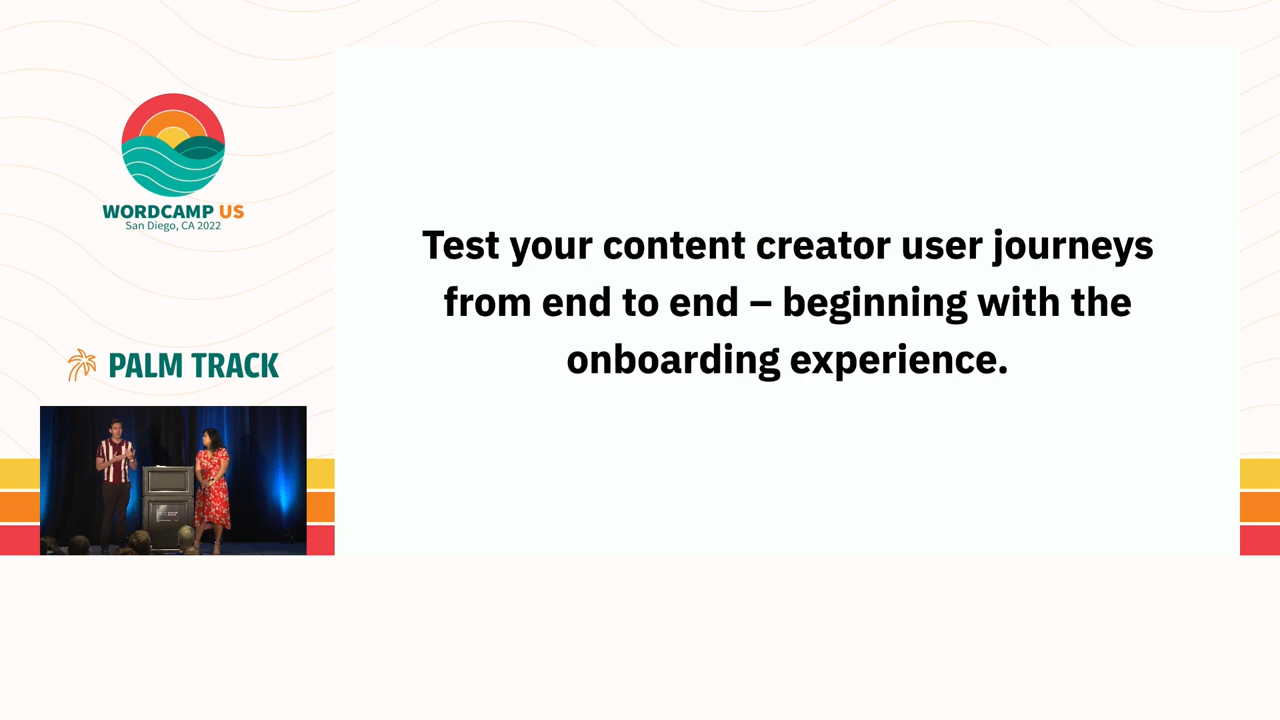 WORDCAMP US
San Diego, CA 2022
PALM TRACK
Test your content creator user journeys
from end to end – beginning with the
onboarding experience.